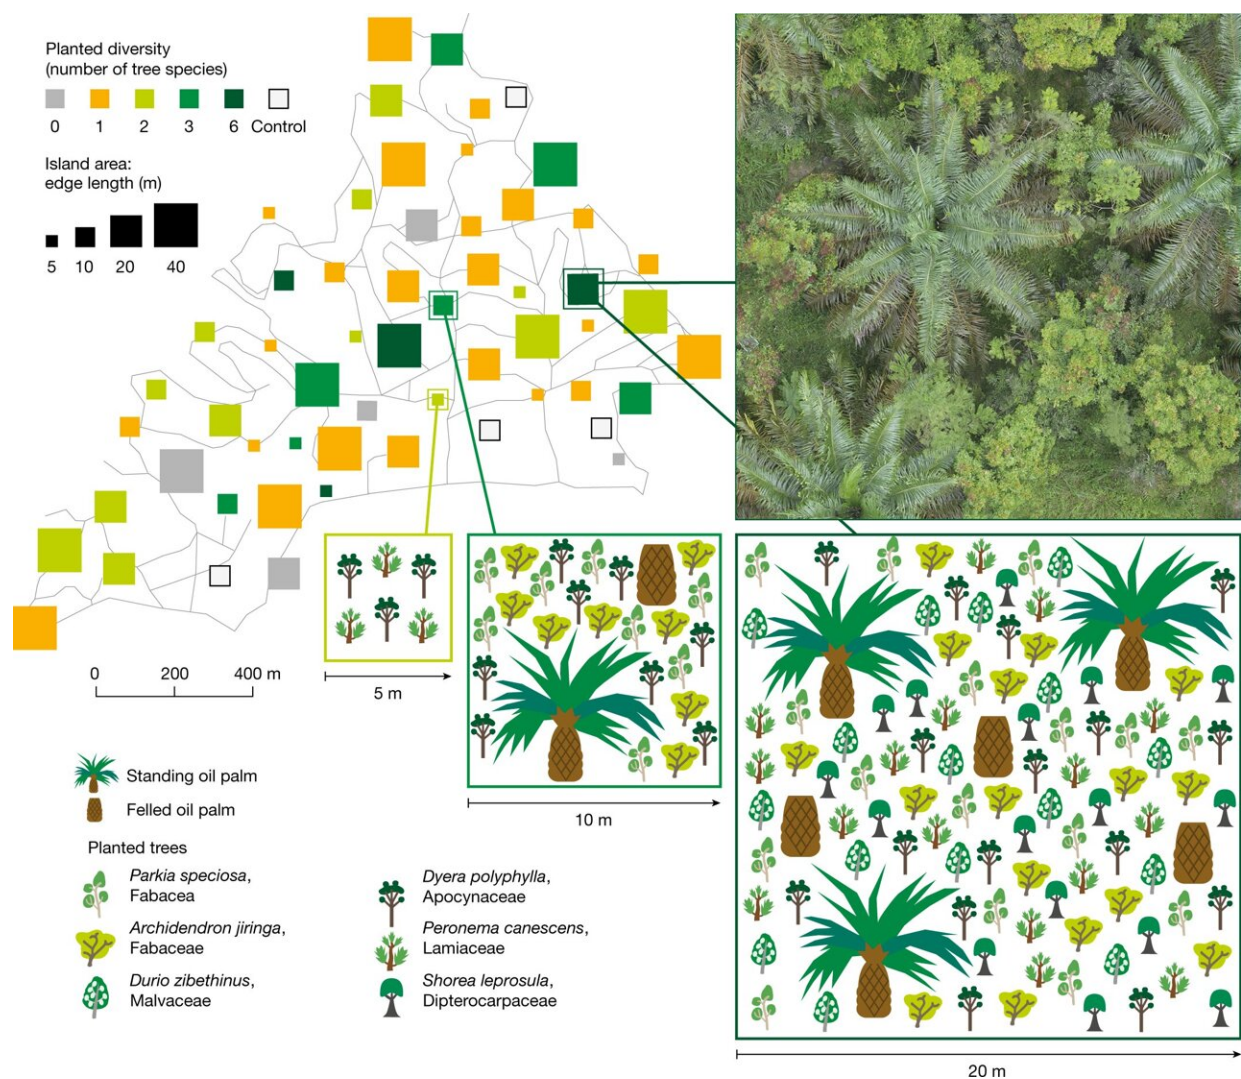 Planted diversity
(number of tree species)
0 1 2 3 6 Control
Island area:
edge length (m)
5 10 20 40
0 200 400 m
5 m
10 m
20 m
Standing oil palm
Felled oil palm
Planted trees
Parkia speciosa,
Fabacea
Archidendron jiringa,
Fabaceae
Durio zibethinus,
Malvaceae
Dyera polyphylla,
Apocynaceae
Peronema canescens,
Lamiaceae
Shorea leprosula,
Dipterocarpaceae